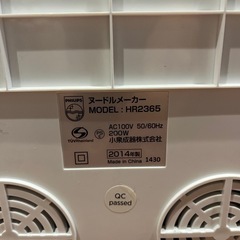 PHILIPS
ヌードルメーカー
MODEL : HR2365
AC100V 50/60Hz
200W
小泉成器株式会社
TÜVRheinland
2014年製
Made in China 1430
QC
passed